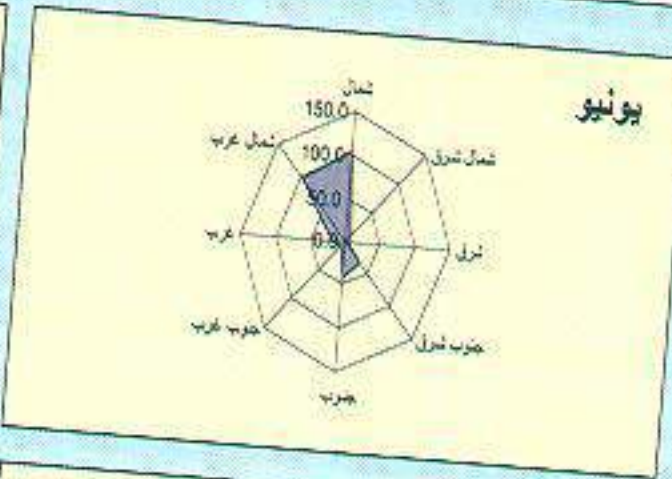 يونيو
شمال
150.0
100.0
50.0
0.0
شمال شرق
شرق
جنوب شرق
جنوب
جنوب غرب
غرب
شمال غرب